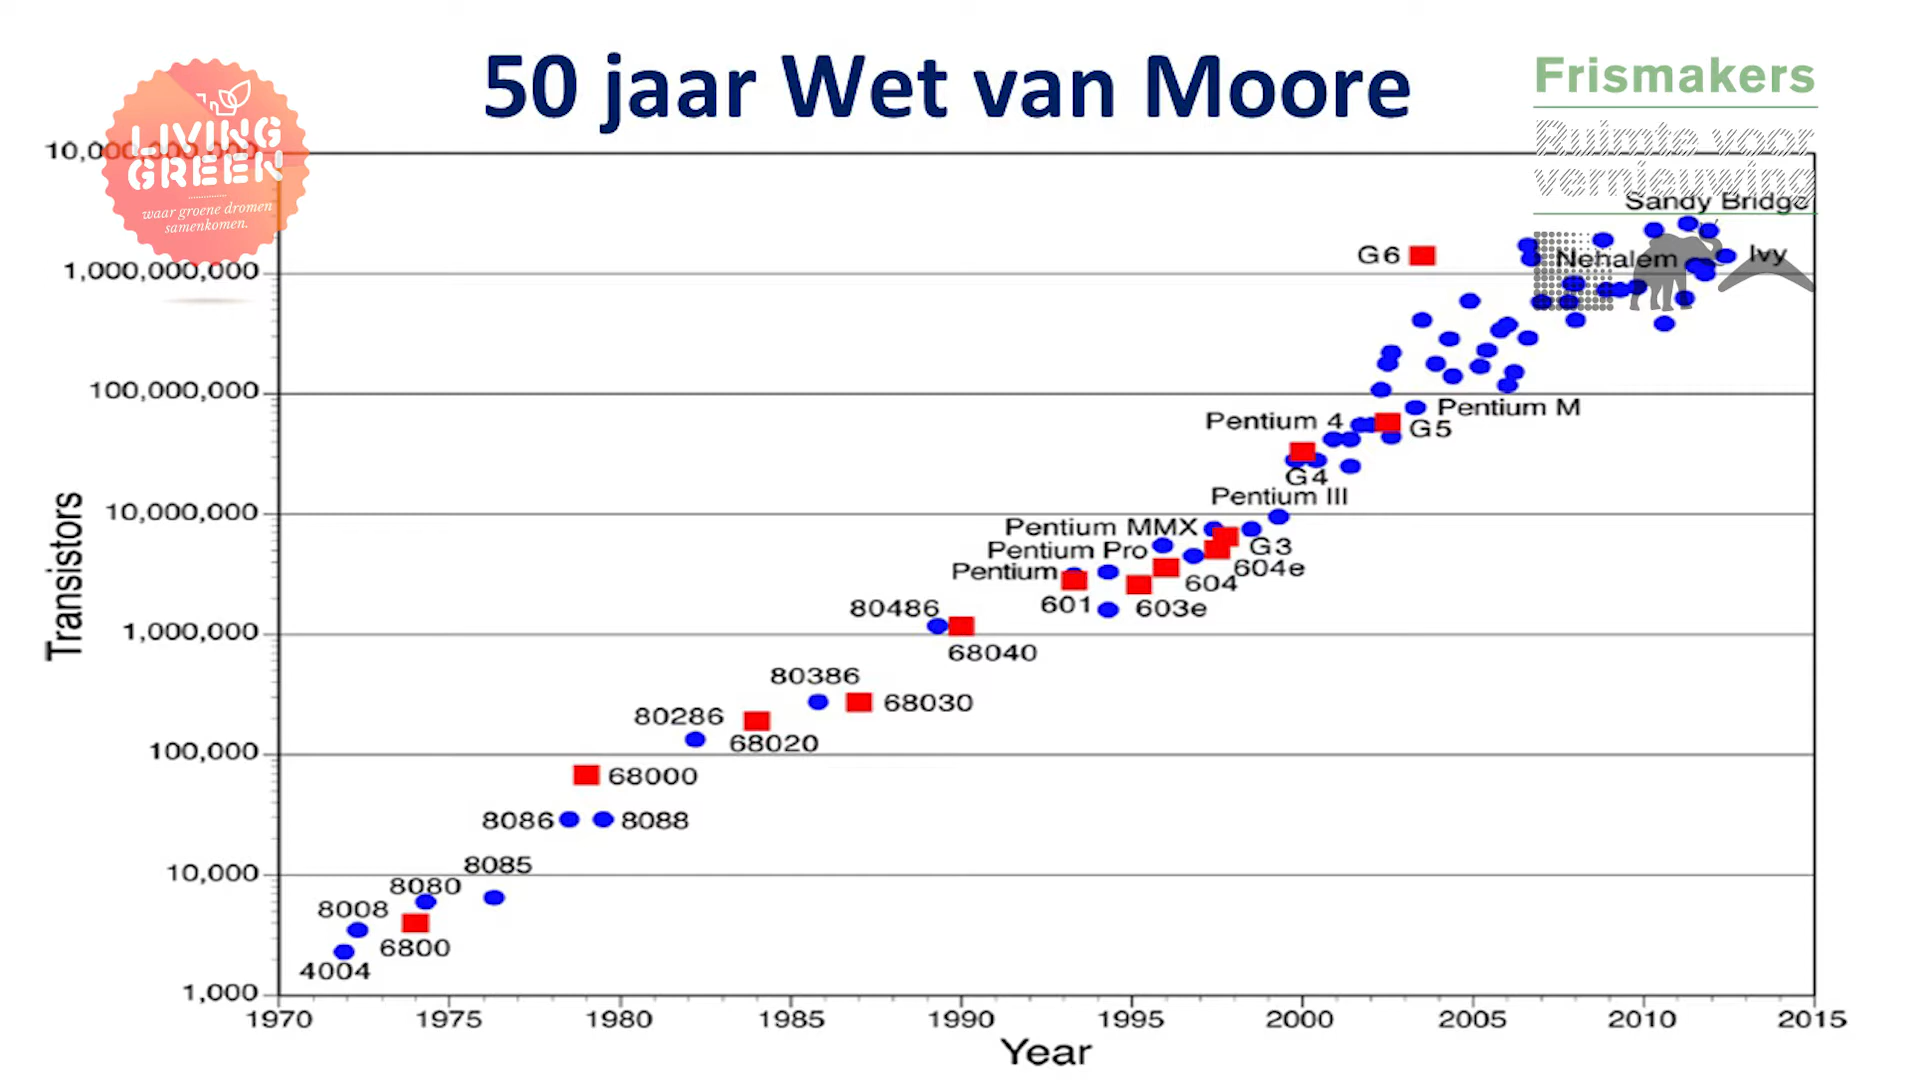 50 jaar Wet van Moore
Frismakers
Ruimte voor
vernieuwing
LIVING
GREEN
waar groene dromen
samenkomen.
10,000,000,000
1,000,000,000
100,000,000
10,000,000
1,000,000
100,000
10,000
1,000
Transistors
Sandy Bridge
G6
Nehalem
Ivy
Pentium 4
Pentium M
G5
G4
Pentium III
Pentium MMX
G3
Pentium Pro
604e
Pentium
604
601
603e
80486
68040
80386
68030
80286
68020
68000
8086
8088
8085
8080
8008
6800
4004
1970 1975 1980 1985 1990 1995 2000 2005 2010 2015
Year